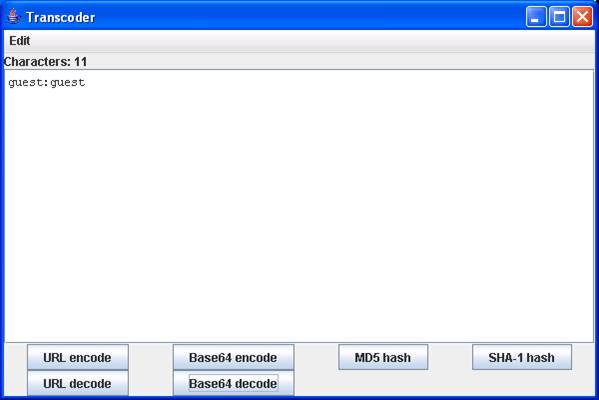 Transcoder
Edit
Characters: 11
guest:guest
URL encode
Base64 encode
MD5 hash
SHA-1 hash
URL decode
Base64 decode